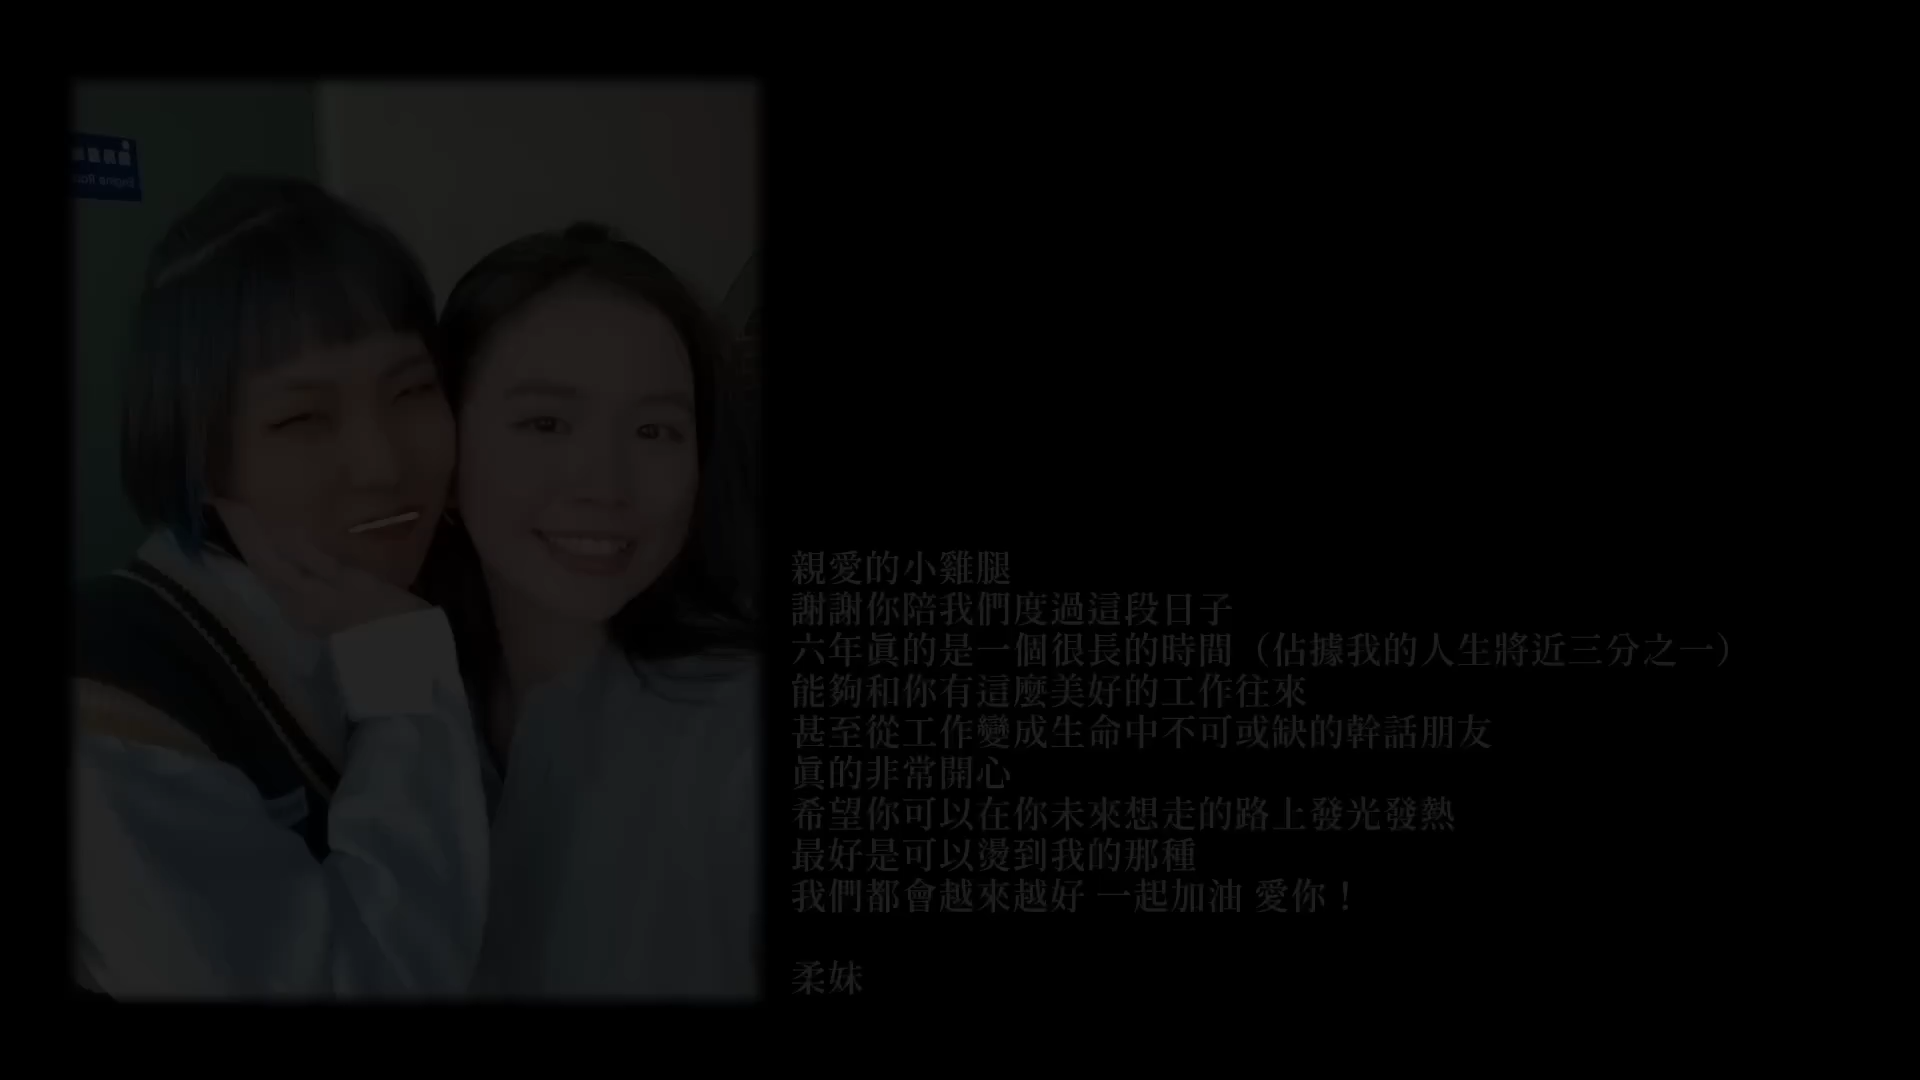 親愛的小雞腿
謝謝你陪我們度過這段日子
六年真的是一個很長的時間（佔據我的人生將近三分之一）
能夠和你有這麼美好的工作往來
甚至從工作變成生命中不可或缺的幹話朋友
真的非常開心
希望你可以在你未來想走的路上發光發熱
最好是可以燙到我的那種
我們都會越來越好 一起加油 愛你！
柔妹